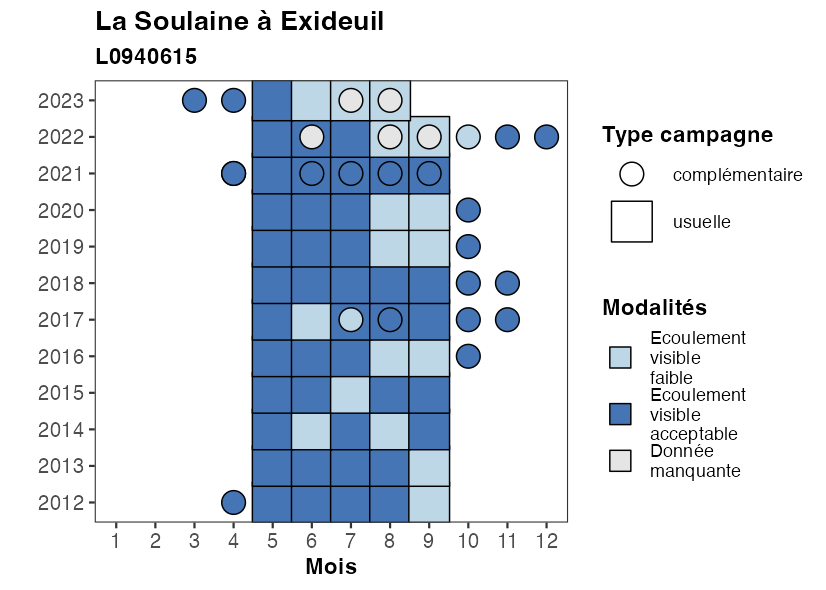 La Soulaine à Exideuil
L0940615
2023
2022
2021
2020
2019
2018
2017
2016
2015
2014
2013
2012
1 2 3 4 5 6 7 8 9 10 11 12
Mois
Type campagne
complémentaire
usuelle
Modalités
Ecoulement
visible
faible
Ecoulement
visible
acceptable
Donnée
manquante